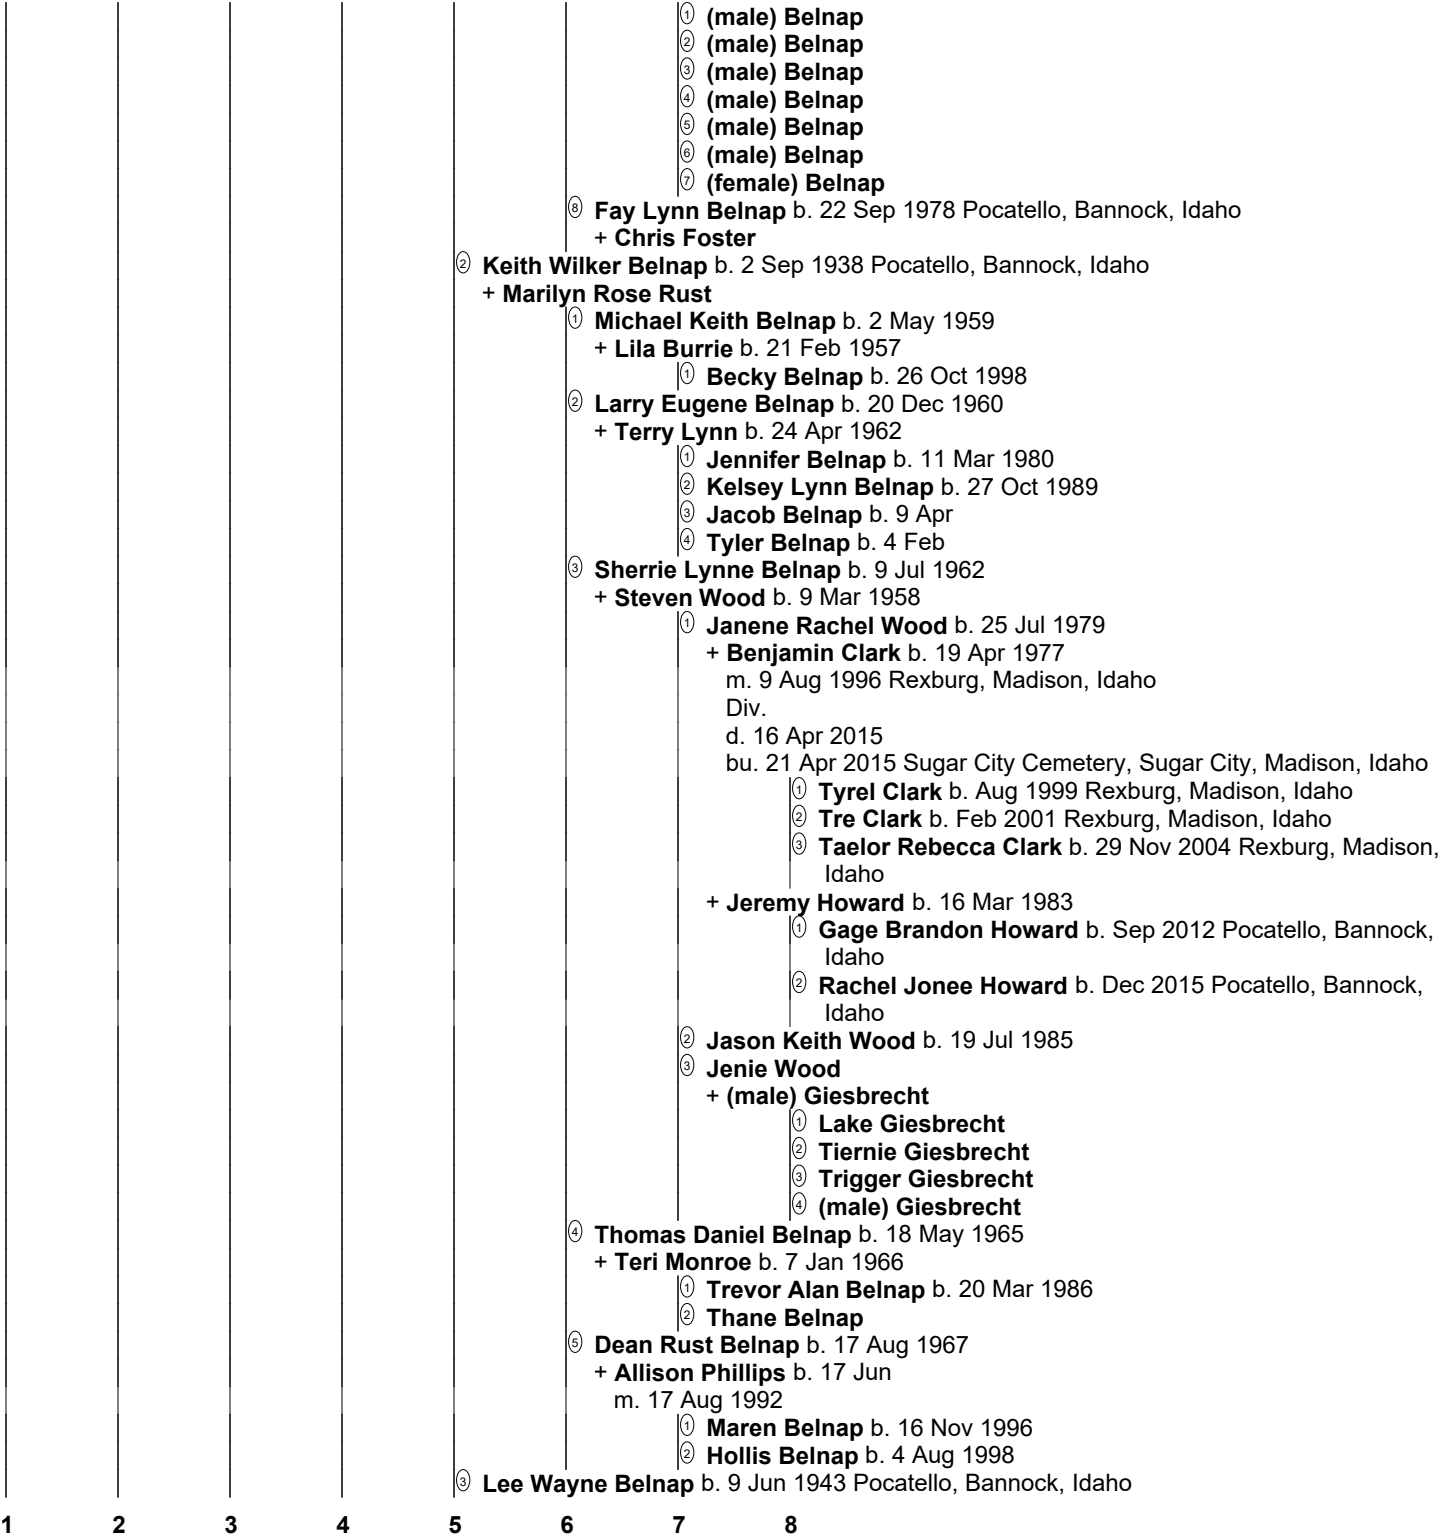 ① (male) Belnap
② (male) Belnap
③ (male) Belnap
④ (male) Belnap
⑤ (male) Belnap
⑥ (male) Belnap
⑦ (female) Belnap
⑧ Fay Lynn Belnap b. 22 Sep 1978 Pocatello, Bannock, Idaho
+ Chris Foster
② Keith Wilker Belnap b. 2 Sep 1938 Pocatello, Bannock, Idaho
+ Marilyn Rose Rust
① Michael Keith Belnap b. 2 May 1959
+ Lila Burrie b. 21 Feb 1957
① Becky Belnap b. 26 Oct 1998
② Larry Eugene Belnap b. 20 Dec 1960
+ Terry Lynn b. 24 Apr 1962
① Jennifer Belnap b. 11 Mar 1980
② Kelsey Lynn Belnap b. 27 Oct 1989
③ Jacob Belnap b. 9 Apr
④ Tyler Belnap b. 4 Feb
③ Sherrie Lynne Belnap b. 9 Jul 1962
+ Steven Wood b. 9 Mar 1958
① Janene Rachel Wood b. 25 Jul 1979
+ Benjamin Clark b. 19 Apr 1977
m. 9 Aug 1996 Rexburg, Madison, Idaho
Div.
d. 16 Apr 2015
bu. 21 Apr 2015 Sugar City Cemetery, Sugar City, Madison, Idaho
① Tyrel Clark b. Aug 1999 Rexburg, Madison, Idaho
② Tre Clark b. Feb 2001 Rexburg, Madison, Idaho
③ Taelor Rebecca Clark b. 29 Nov 2004 Rexburg, Madison,
Idaho
+ Jeremy Howard b. 16 Mar 1983
① Gage Brandon Howard b. Sep 2012 Pocatello, Bannock,
Idaho
② Rachel Jonee Howard b. Dec 2015 Pocatello, Bannock,
Idaho
② Jason Keith Wood b. 19 Jul 1985
③ Jenie Wood
+ (male) Giesbrecht
① Lake Giesbrecht
② Tiernie Giesbrecht
③ Trigger Giesbrecht
④ (male) Giesbrecht
④ Thomas Daniel Belnap b. 18 May 1965
+ Teri Monroe b. 7 Jan 1966
① Trevor Alan Belnap b. 20 Mar 1986
② Thane Belnap
⑤ Dean Rust Belnap b. 17 Aug 1967
+ Allison Phillips b. 17 Jun
m. 17 Aug 1992
① Maren Belnap b. 16 Nov 1996
② Hollis Belnap b. 4 Aug 1998
③ Lee Wayne Belnap b. 9 Jun 1943 Pocatello, Bannock, Idaho
1 2 3 4 5 6 7 8